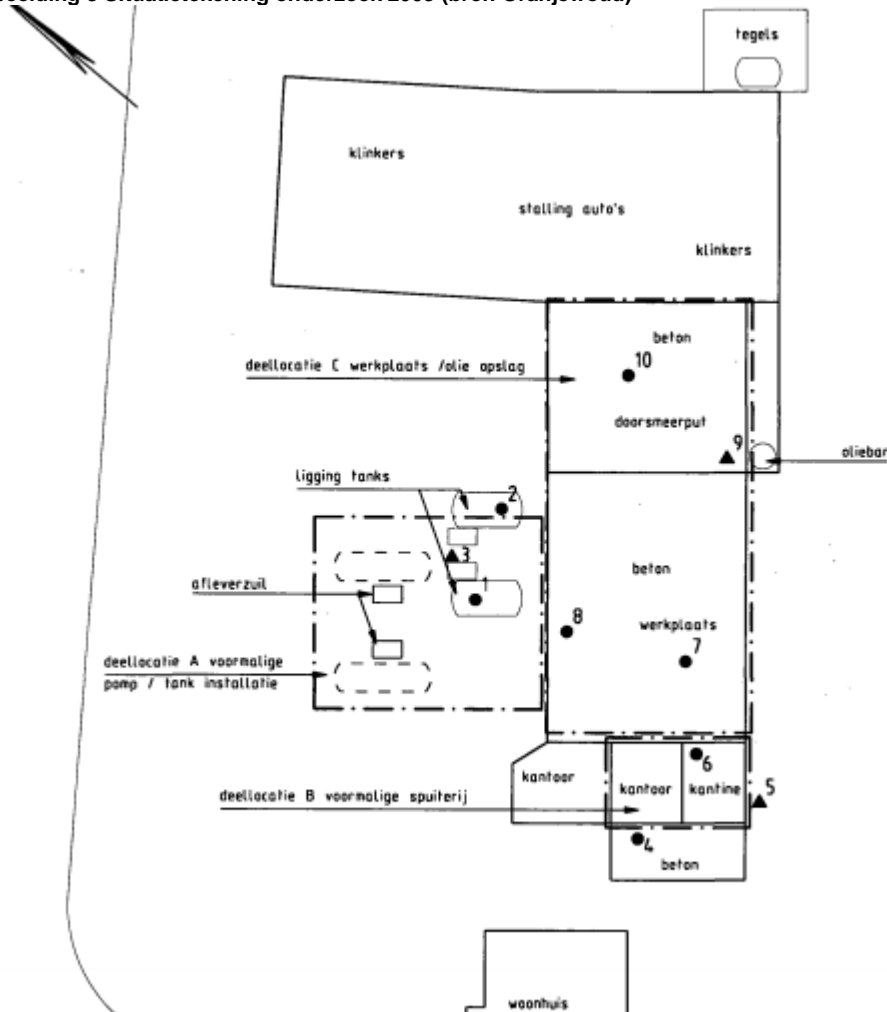 tegels
klinkers
stalling auto's
klinkers
beton
10
deellocatie C werkplaats /olie opslag
doorsmeerput
9
ligging tanks
2
3
beton
afleverzuil
1
8
werkplaats
7
deellocatie A voormalige
pomp / tank installatie
6
kantoor
kantoor
kantine
5
deellocatie B voormalige spuiterij
4
beton
woonhuis